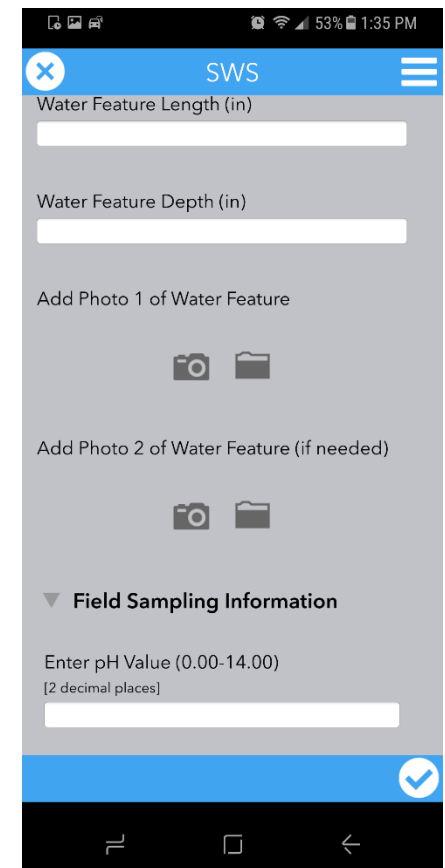 53% 1:35 PM
SWS
Water Feature Length (in)
Water Feature Depth (in)
Add Photo 1 of Water Feature
Add Photo 2 of Water Feature (if needed)
Field Sampling Information
Enter pH Value (0.00-14.00)
[2 decimal places]